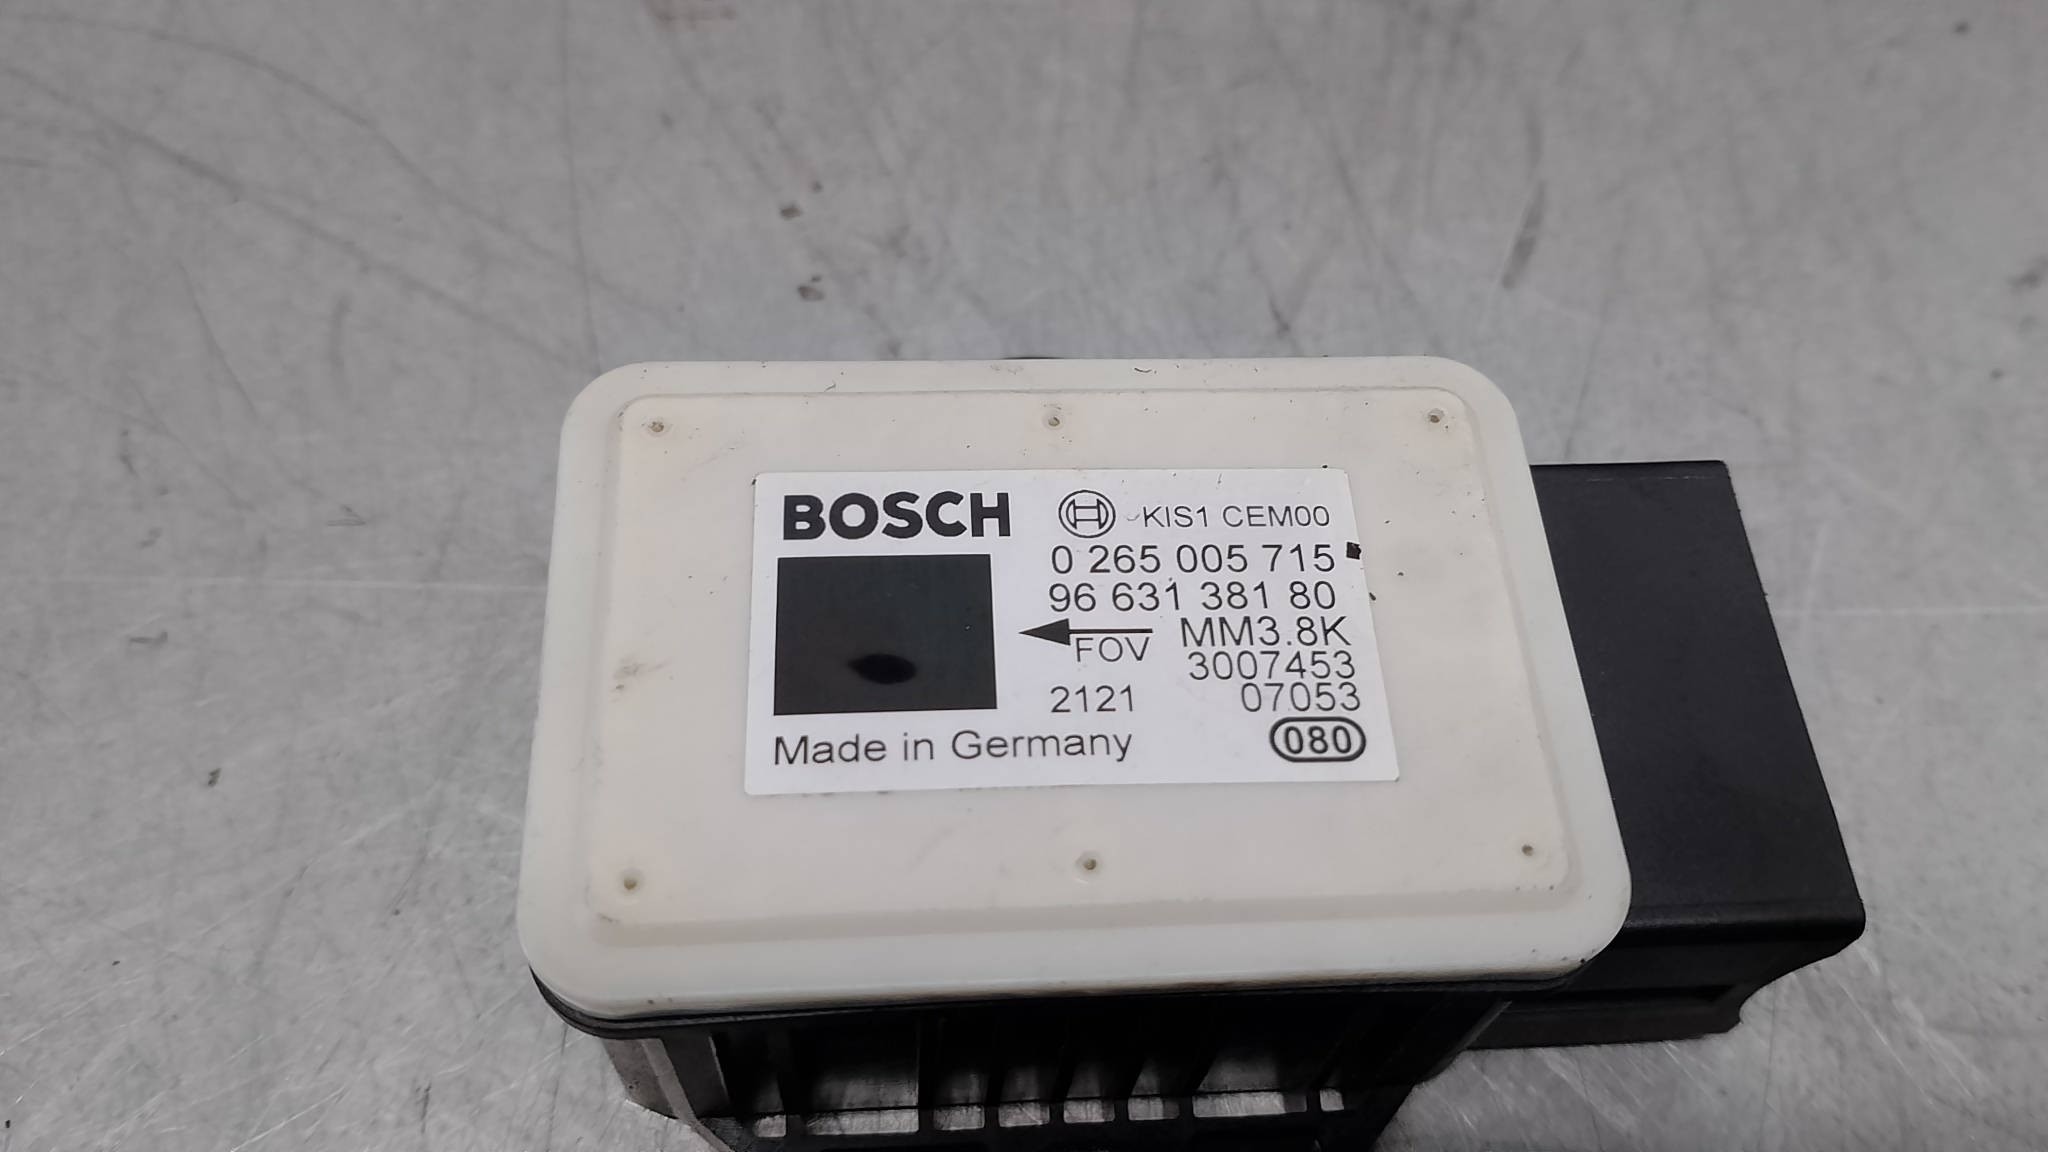 BOSCH
KIS1 CEM00
0 265 005 715
96 631 381 80
FOV MM3.8K
3007453
2121 07053
Made in Germany 080